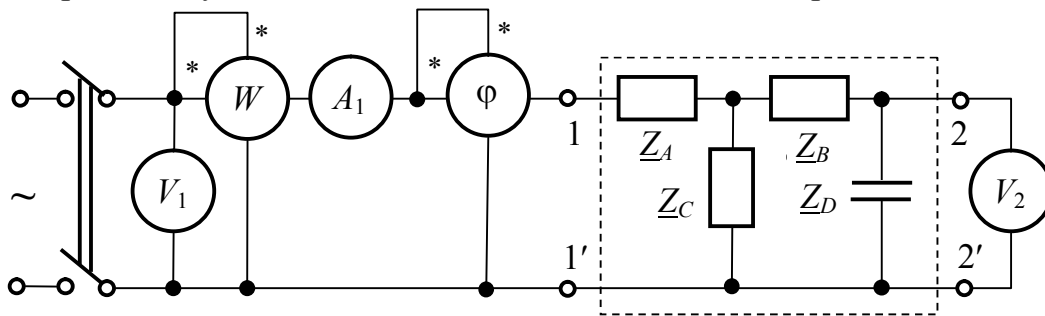 * *
* *
W A₁ φ
1 2
Z_A Z_B
V₁ Z_C Z_D V₂
~
1′ 2′